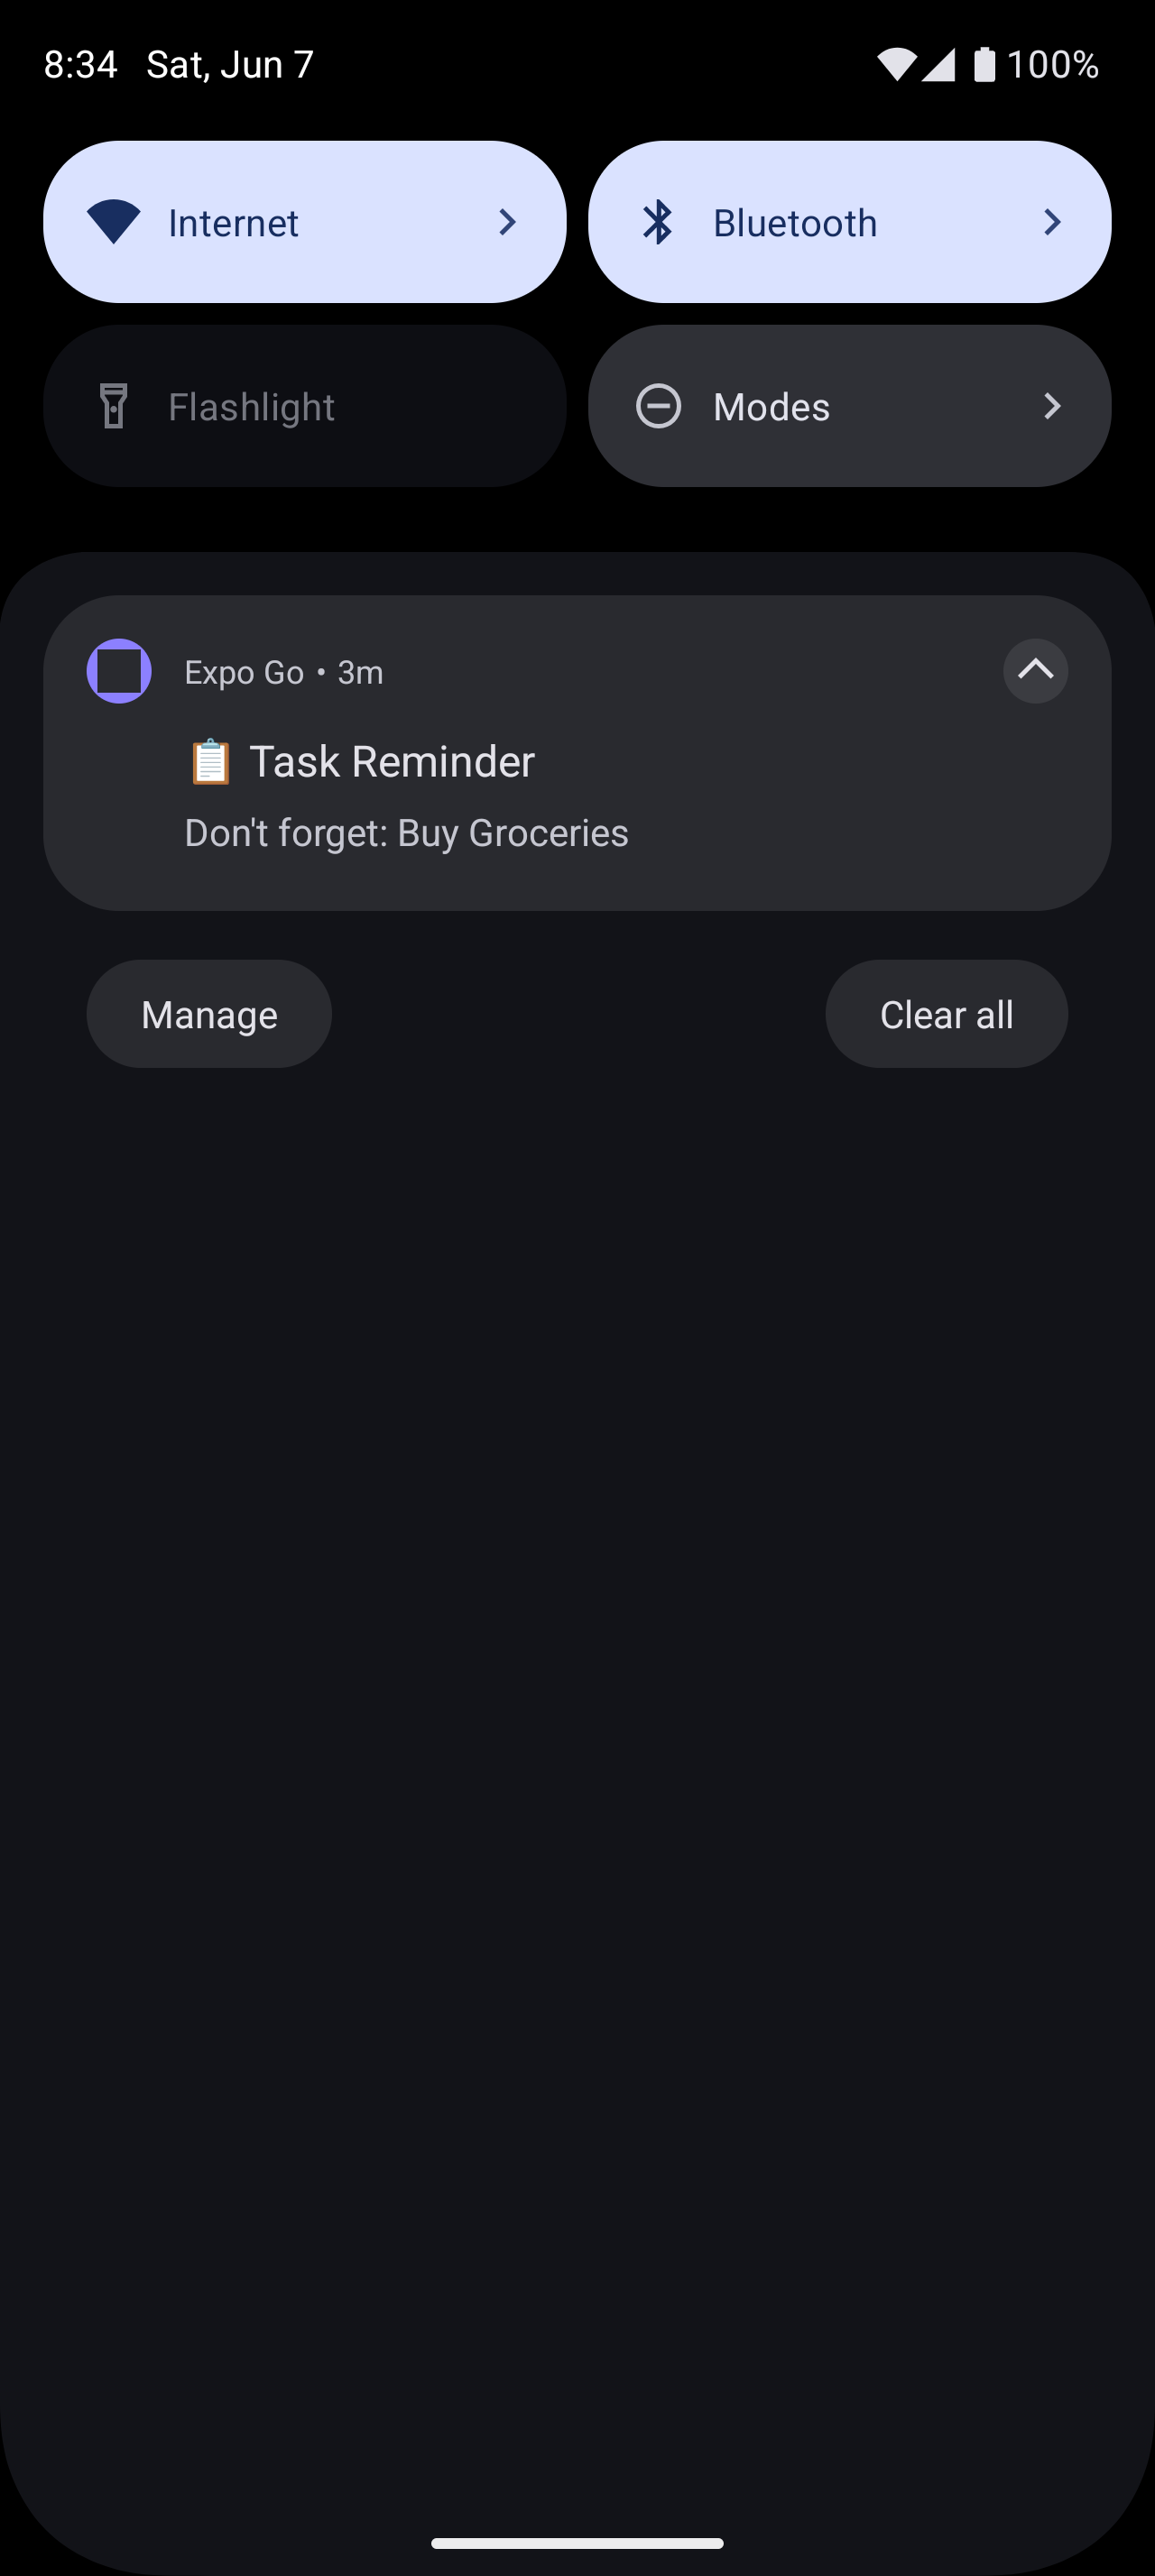 8:34 Sat, Jun 7 100%
Internet
Bluetooth
Flashlight
Modes
Expo Go • 3m
📋 Task Reminder
Don't forget: Buy Groceries
Manage
Clear all